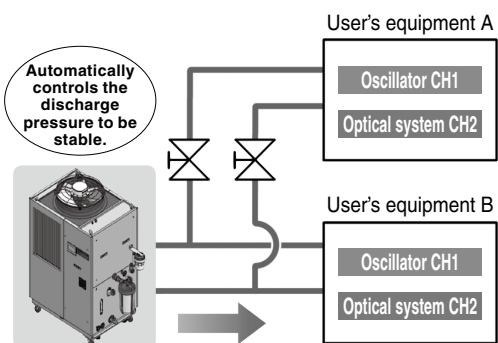 User's equipment A
Automatically
controls the
discharge
pressure to be
stable.
Oscillator CH1
Optical system CH2
User's equipment B
Oscillator CH1
Optical system CH2